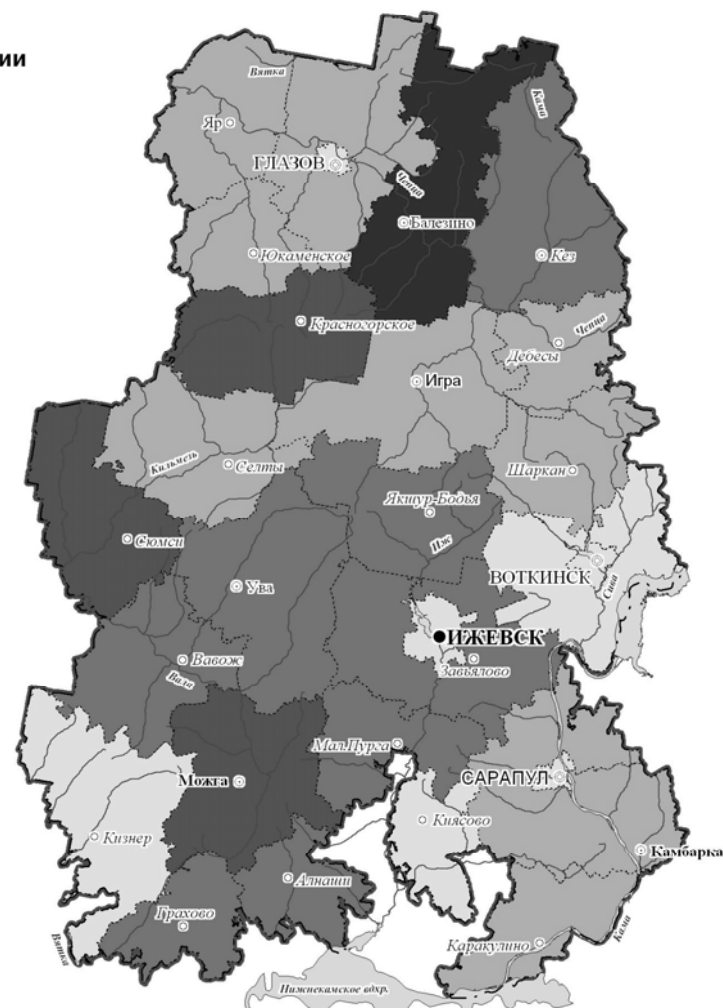 ии
Вятка
Кама
Яр
ГЛАЗОВ
Чепца
Балезино
Юкаменское
Кез
Красногорское
Чепца
Дебесы
Игра
Кильмезь
Селты
Шаркан
Якшур-Бодья
Сюмси
Иж
Ува
ВОТКИНСК
Сива
ИЖЕВСК
Вавож
Завьялово
Вала
Мал.Пурга
Можга
САРАПУЛ
Киясово
Кизнер
Камбарка
Алнаши
Грахово
Вятка
Каракулино
Кама
Нижнекамское вдхр.